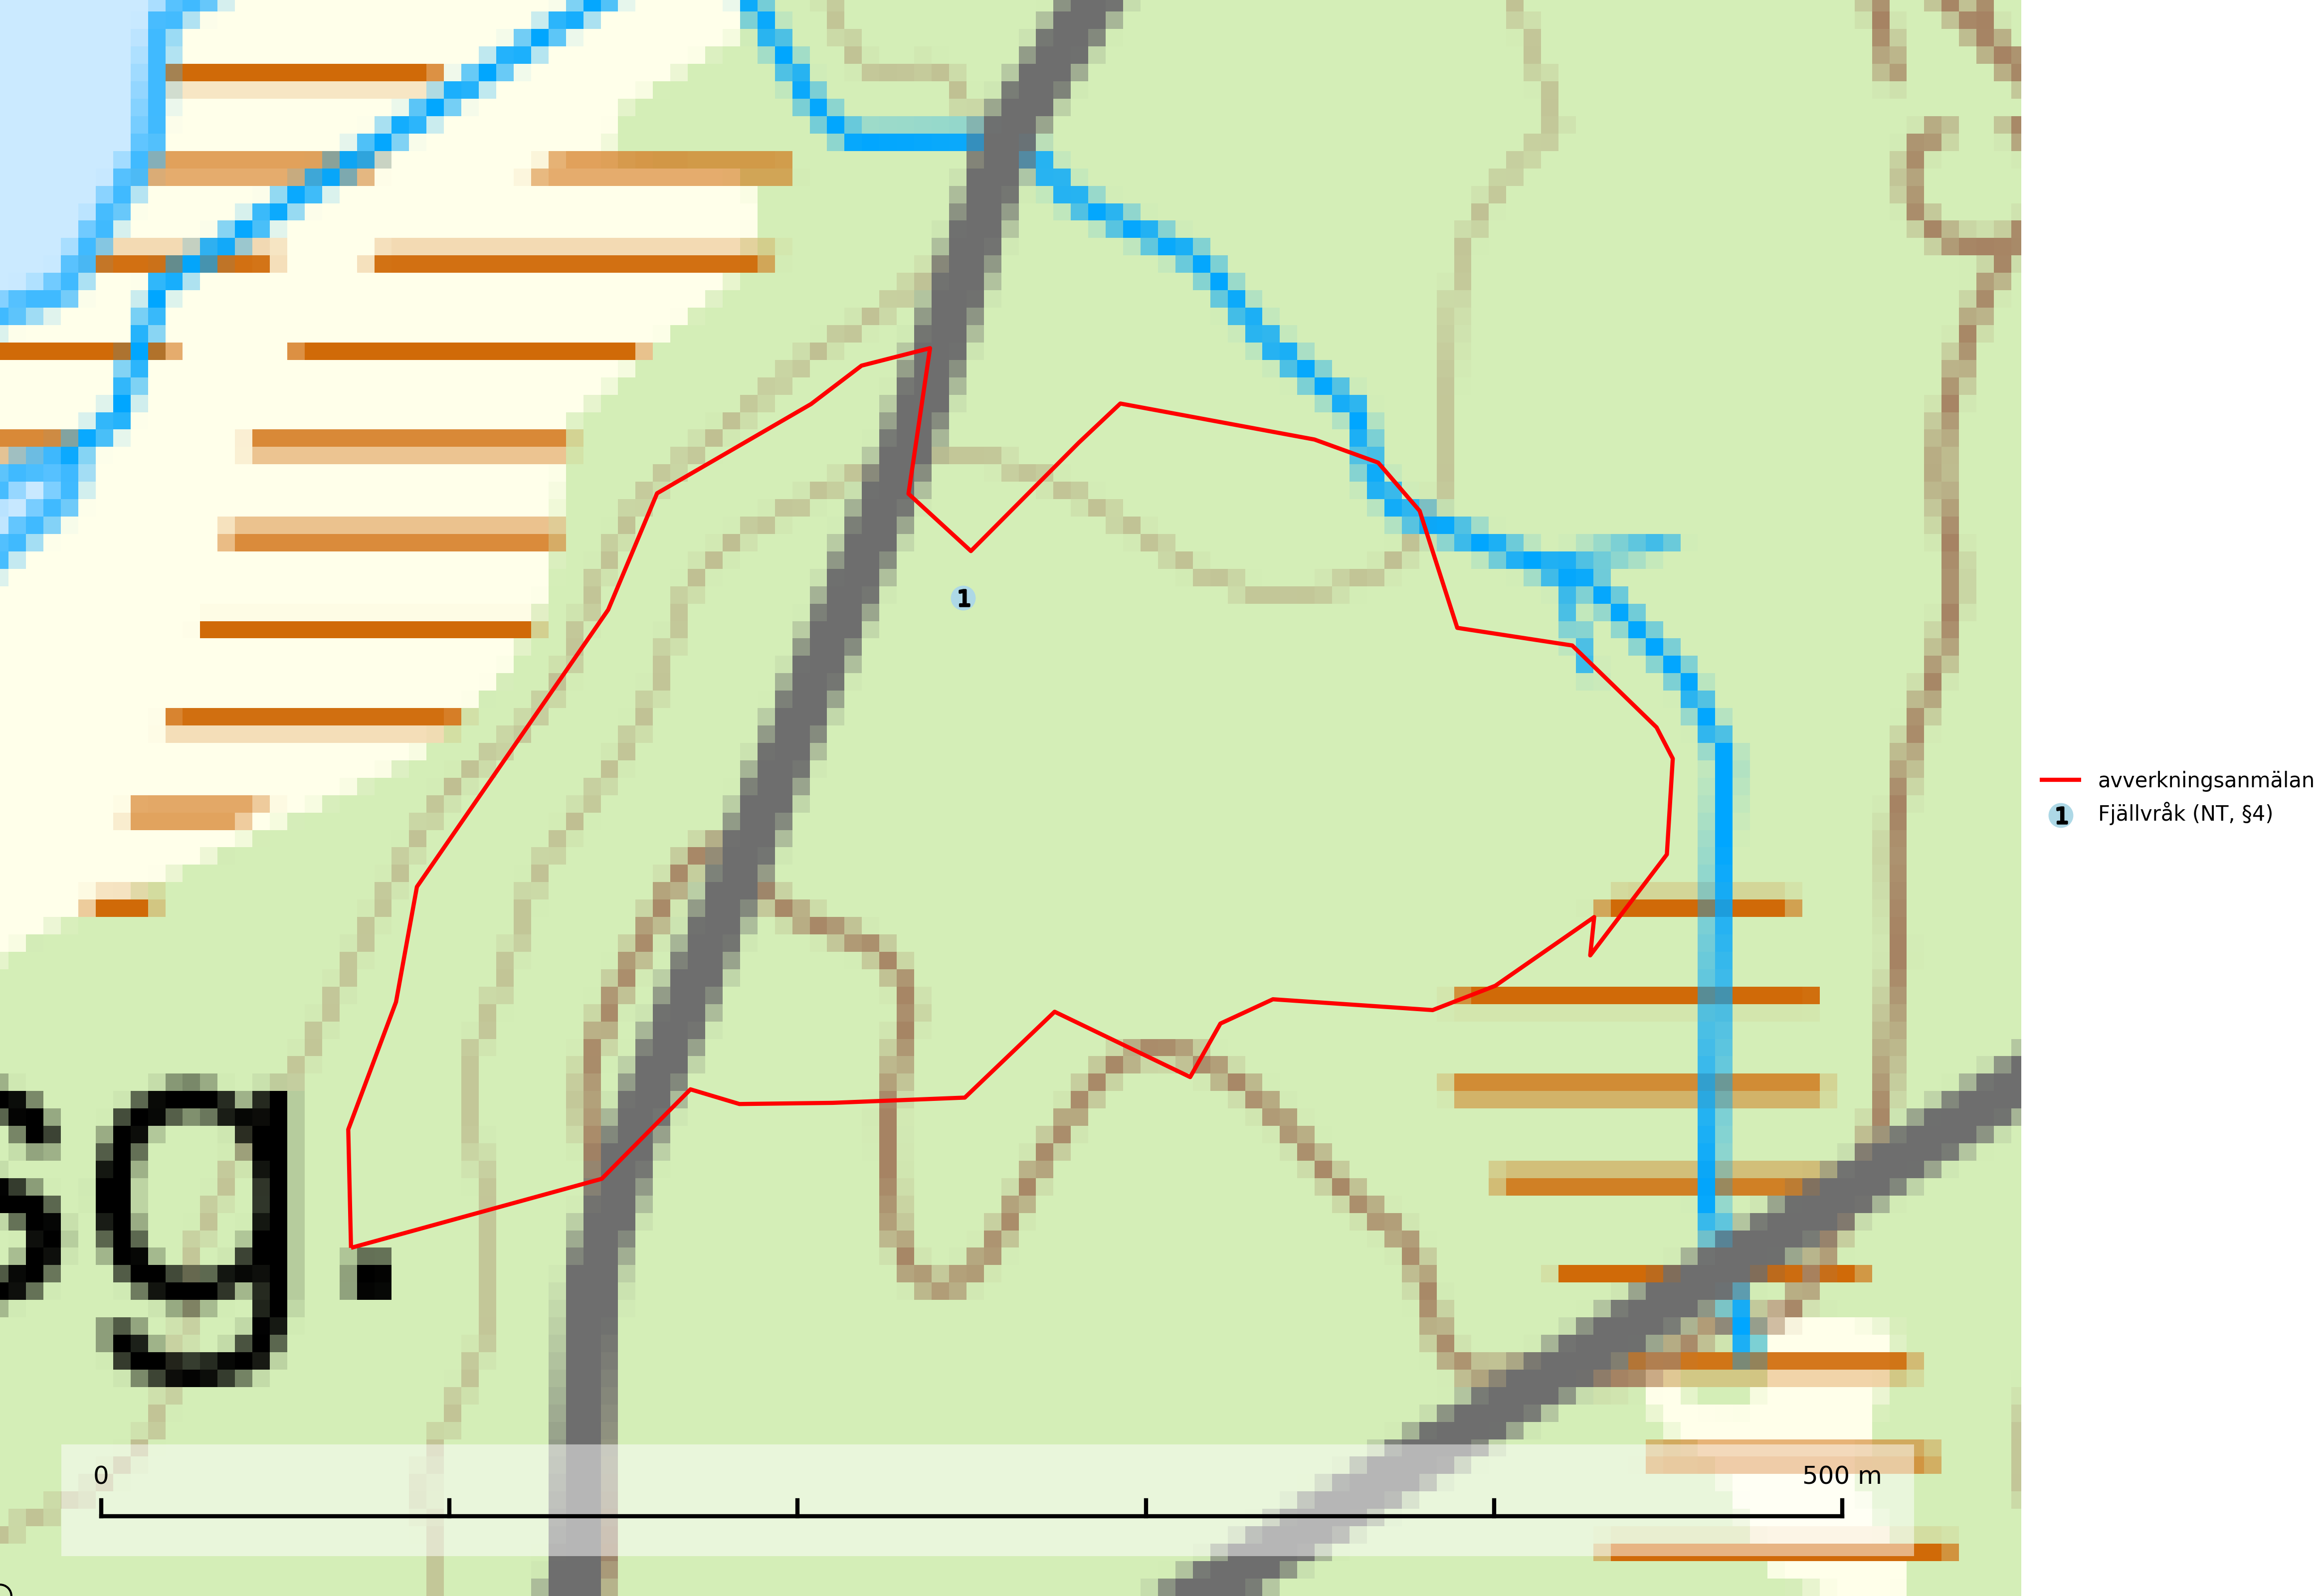 1
g.
0
500 m
avverkningsanmälan
1 Fjällvråk (NT, §4)